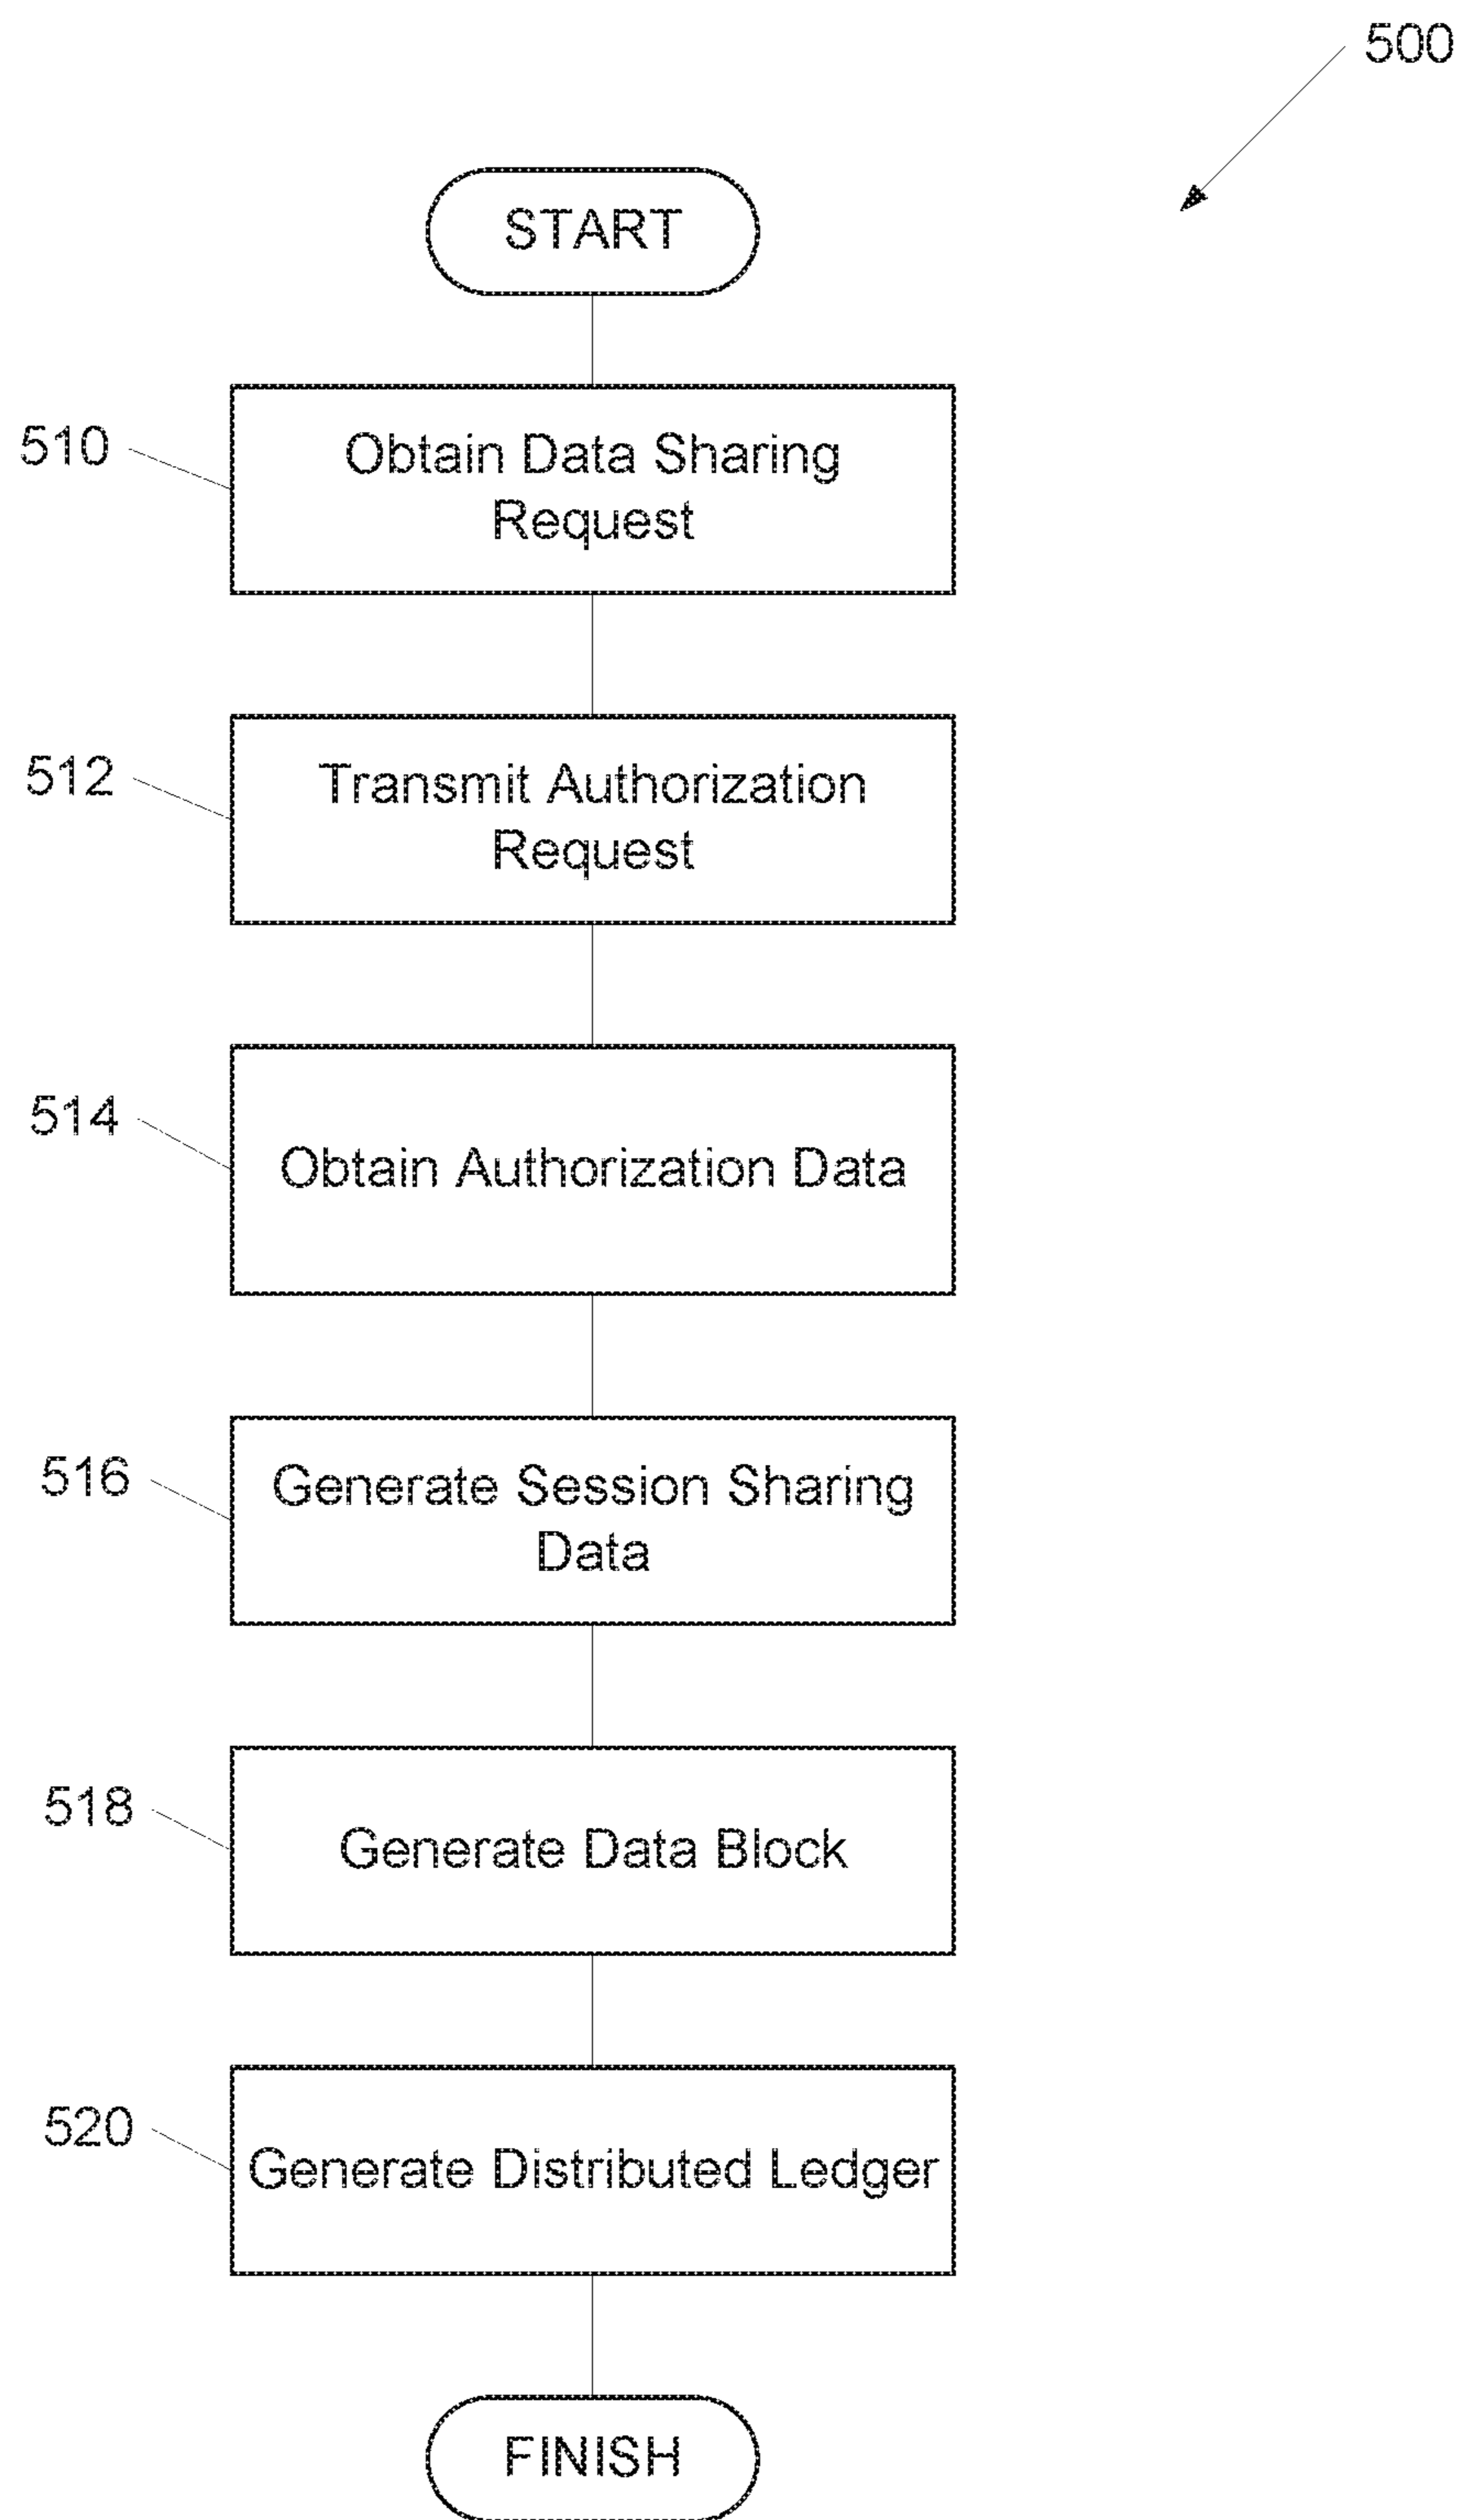 500
START
510
Obtain Data Sharing
Request
512
Transmit Authorization
Request
514
Obtain Authorization Data
516
Generate Session Sharing
Data
518
Generate Data Block
520
Generate Distributed Ledger
FINISH